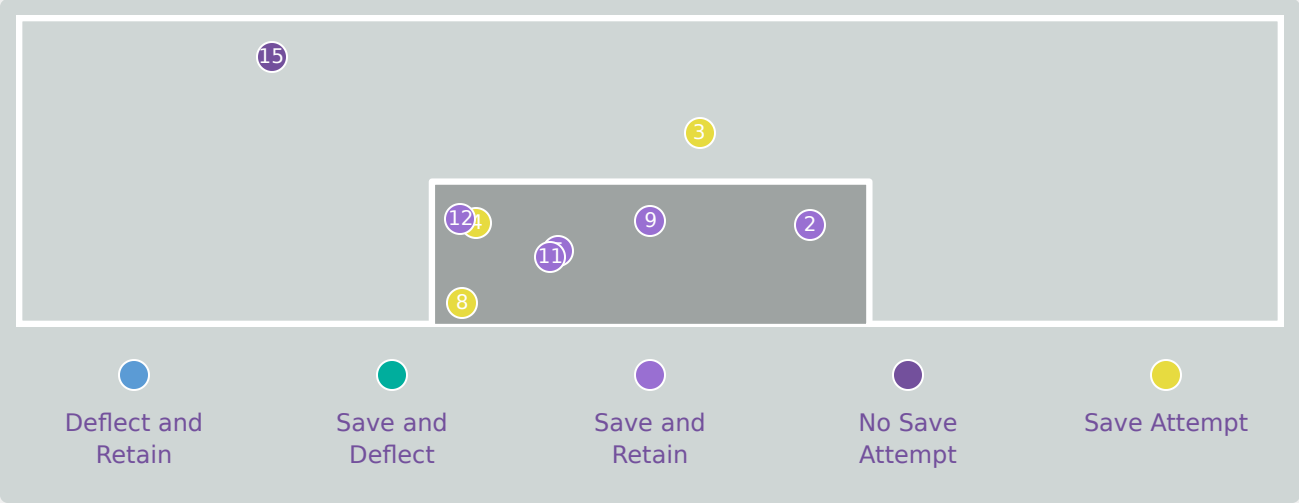 15
3
12
4
9
2
11
8
Deflect and
Retain
Save and
Deflect
Save and
Retain
No Save
Attempt
Save Attempt